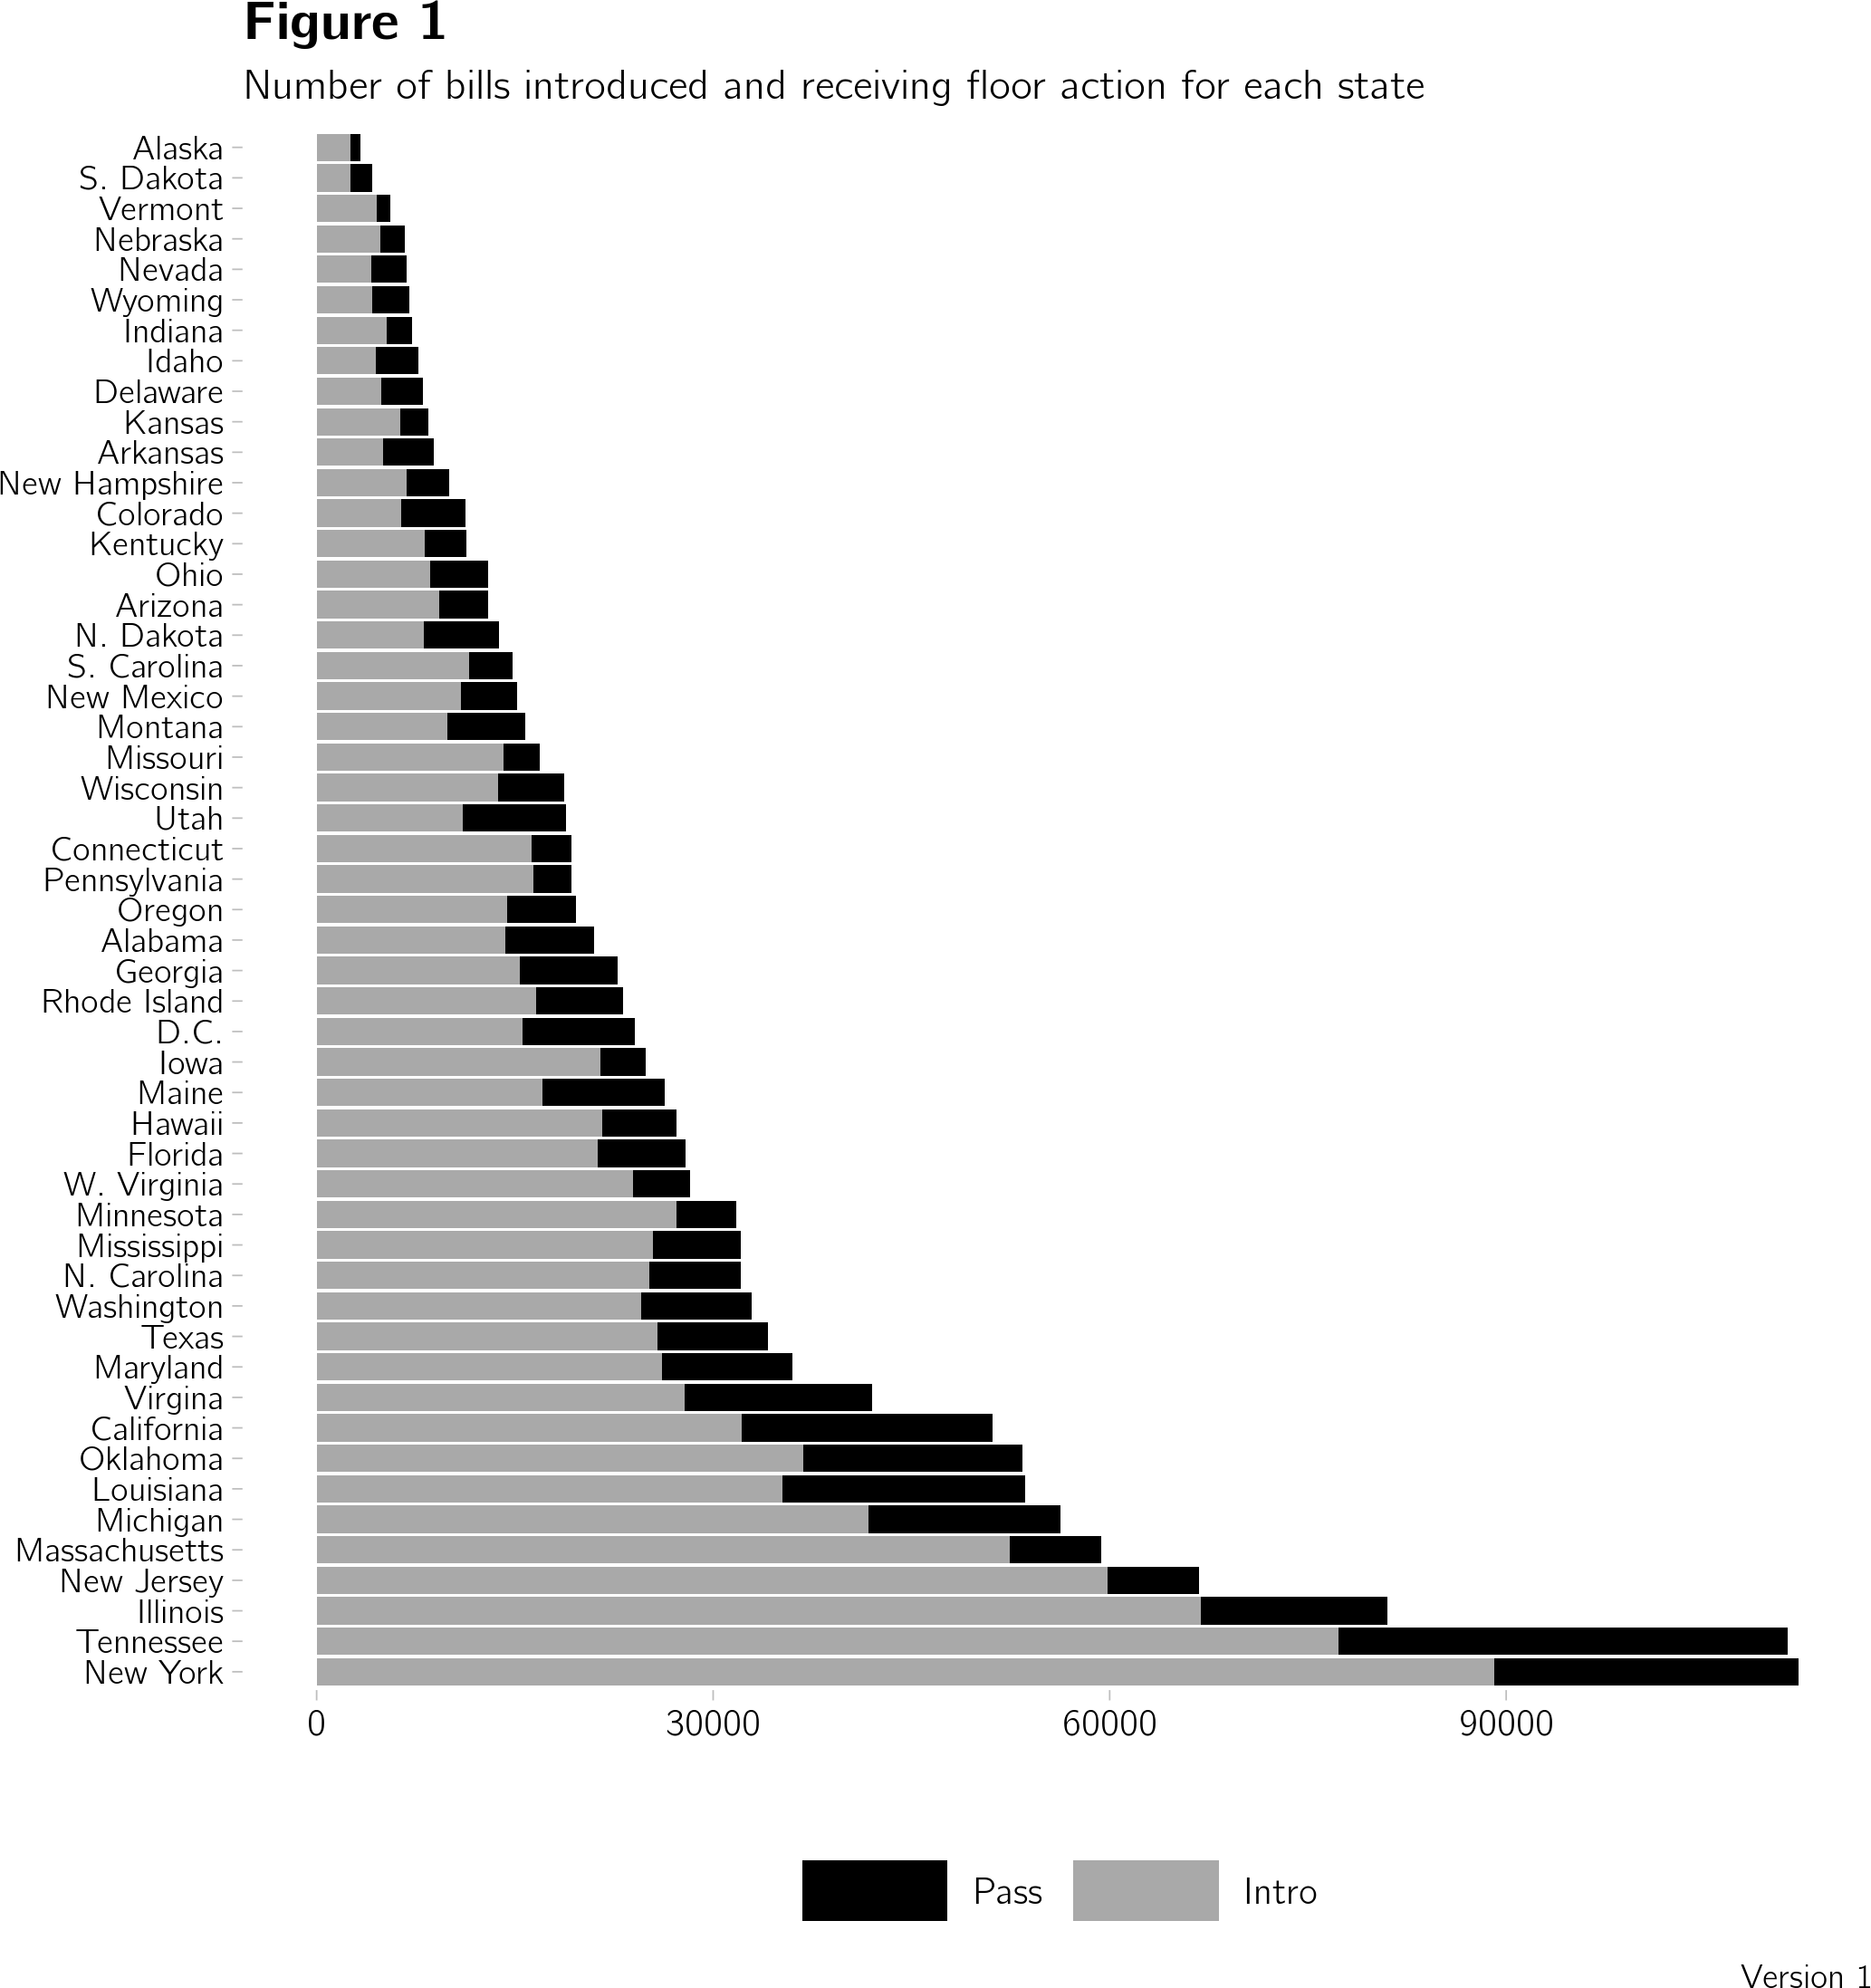 Figure 1
Number of bills introduced and receiving floor action for each state
Alaska
S. Dakota
Vermont
Nebraska
Nevada
Wyoming
Indiana
Idaho
Delaware
Kansas
Arkansas
New Hampshire
Colorado
Kentucky
Ohio
Arizona
N. Dakota
S. Carolina
New Mexico
Montana
Missouri
Wisconsin
Utah
Connecticut
Pennsylvania
Oregon
Alabama
Georgia
Rhode Island
D.C.
Iowa
Maine
Hawaii
Florida
W. Virginia
Minnesota
Mississippi
N. Carolina
Washington
Texas
Maryland
Virgina
California
Oklahoma
Louisiana
Michigan
Massachusetts
New Jersey
Illinois
Tennessee
New York
0 30000 60000 90000
Pass Intro
Version 1